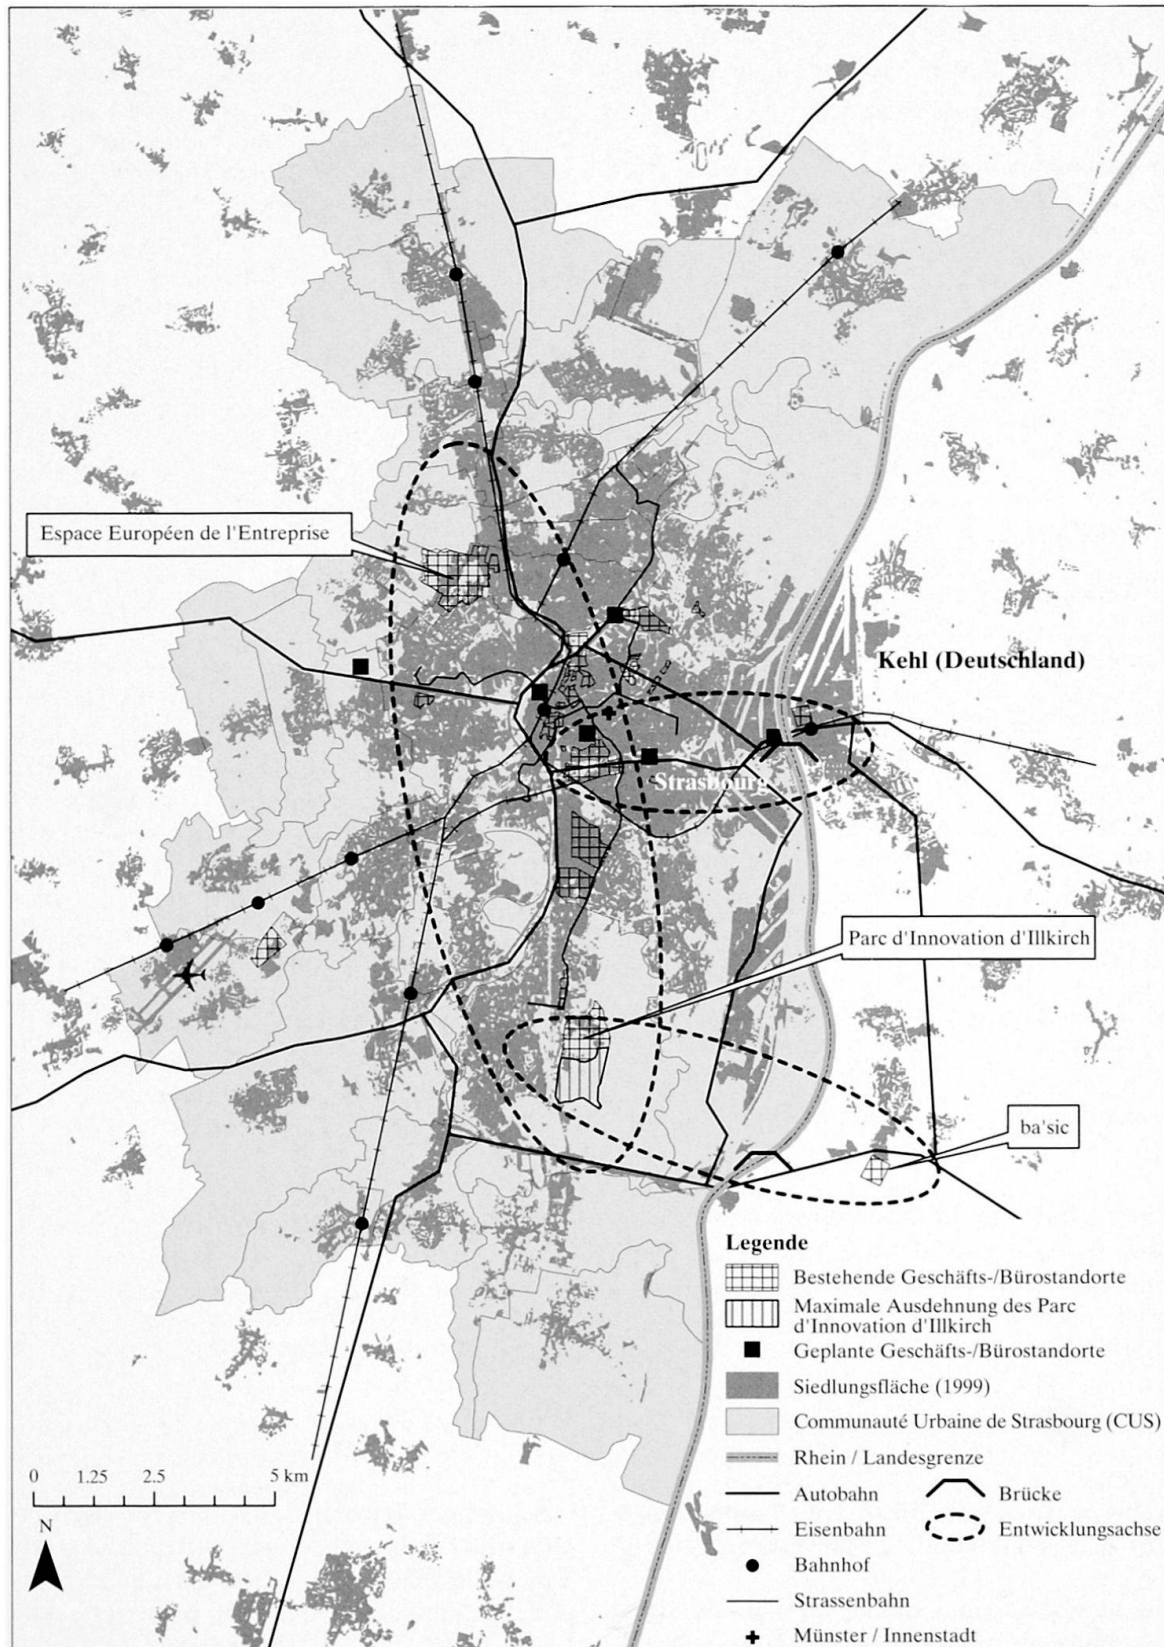 Espace Européen de l'Entreprise
Kehl (Deutschland)
Strasbourg
Parc d'Innovation d'Illkirch
ba'sic
Legende
Bestehende Geschäfts-/Bürostandorte
Maximale Ausdehnung des Parc
d'Innovation d'Illkirch
Geplante Geschäfts-/Bürostandorte
Siedlungsfläche (1999)
Communauté Urbaine de Strasbourg (CUS)
Rhein / Landesgrenze
Autobahn
Brücke
Eisenbahn
Entwicklungsachse
Bahnhof
Strassenbahn
Münster / Innenstadt
0 1.25 2.5 5 km
N